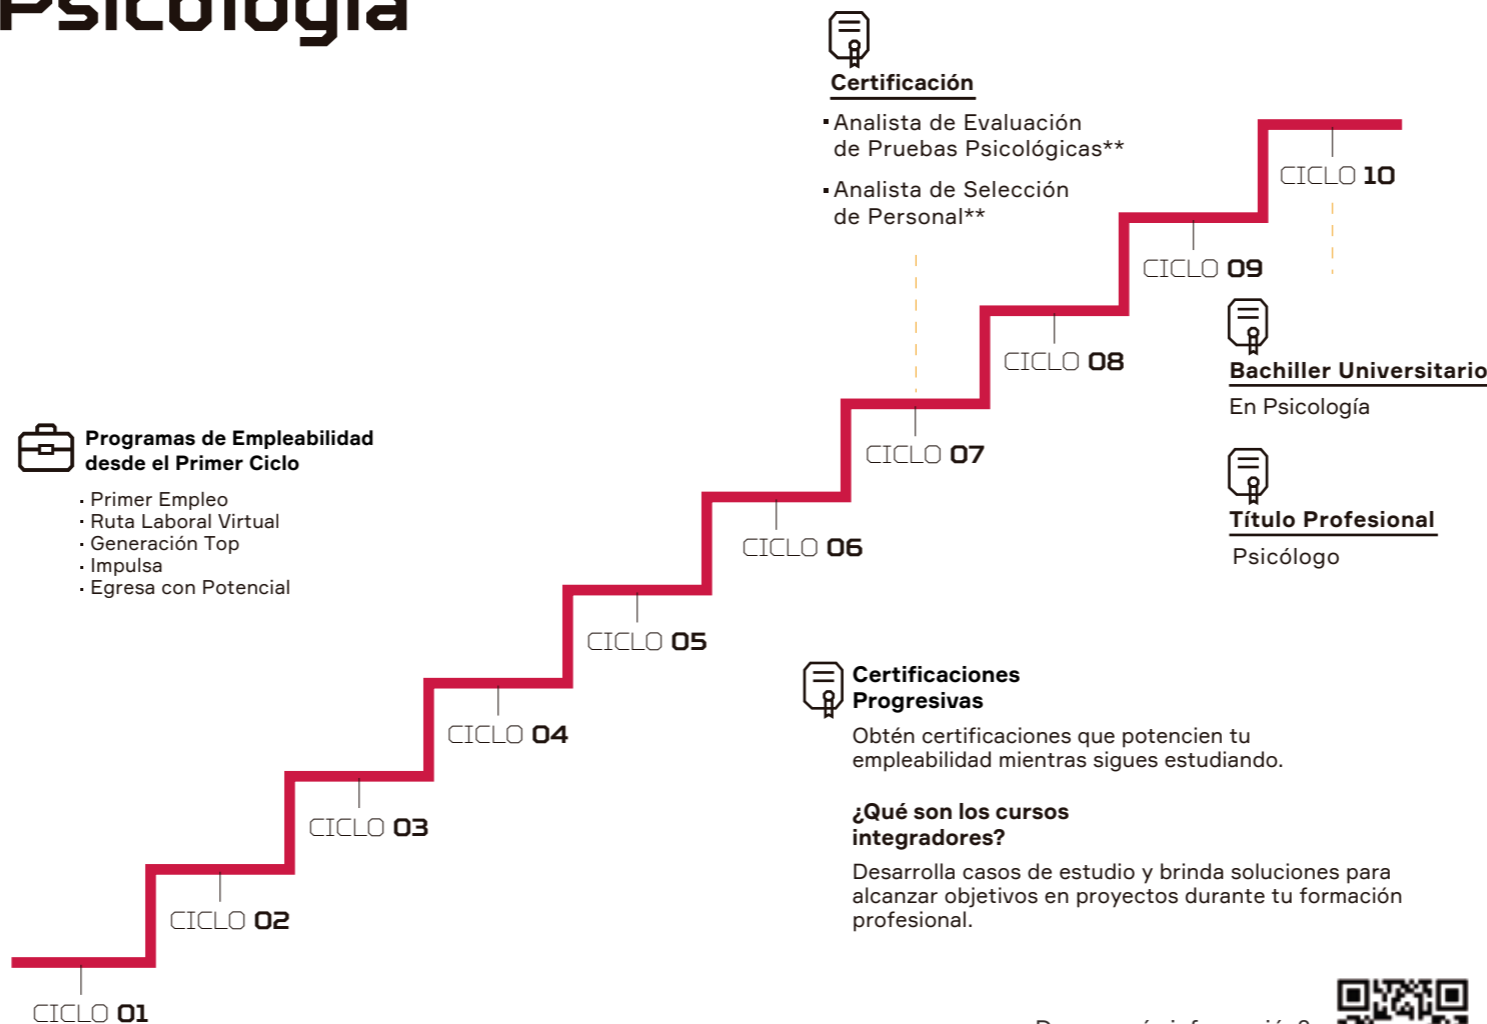 Psicología
Certificación
▪Analista de Evaluación
de Pruebas Psicológicas**
▪Analista de Selección
de Personal**
CICLO 10
CICLO 09
CICLO 08
Bachiller Universitario
En Psicología
CICLO 07
Programas de Empleabilidad
desde el Primer Ciclo
· Primer Empleo
· Ruta Laboral Virtual
· Generación Top
· Impulsa
· Egresa con Potencial
Título Profesional
Psicólogo
CICLO 06
CICLO 05
Certificaciones
Progresivas
Obtén certificaciones que potencien tu
empleabilidad mientras sigues estudiando.
CICLO 04
¿Qué son los cursos
integradores?
Desarrolla casos de estudio y brinda soluciones para
alcanzar objetivos en proyectos durante tu formación
profesional.
CICLO 03
CICLO 02
CICLO 01